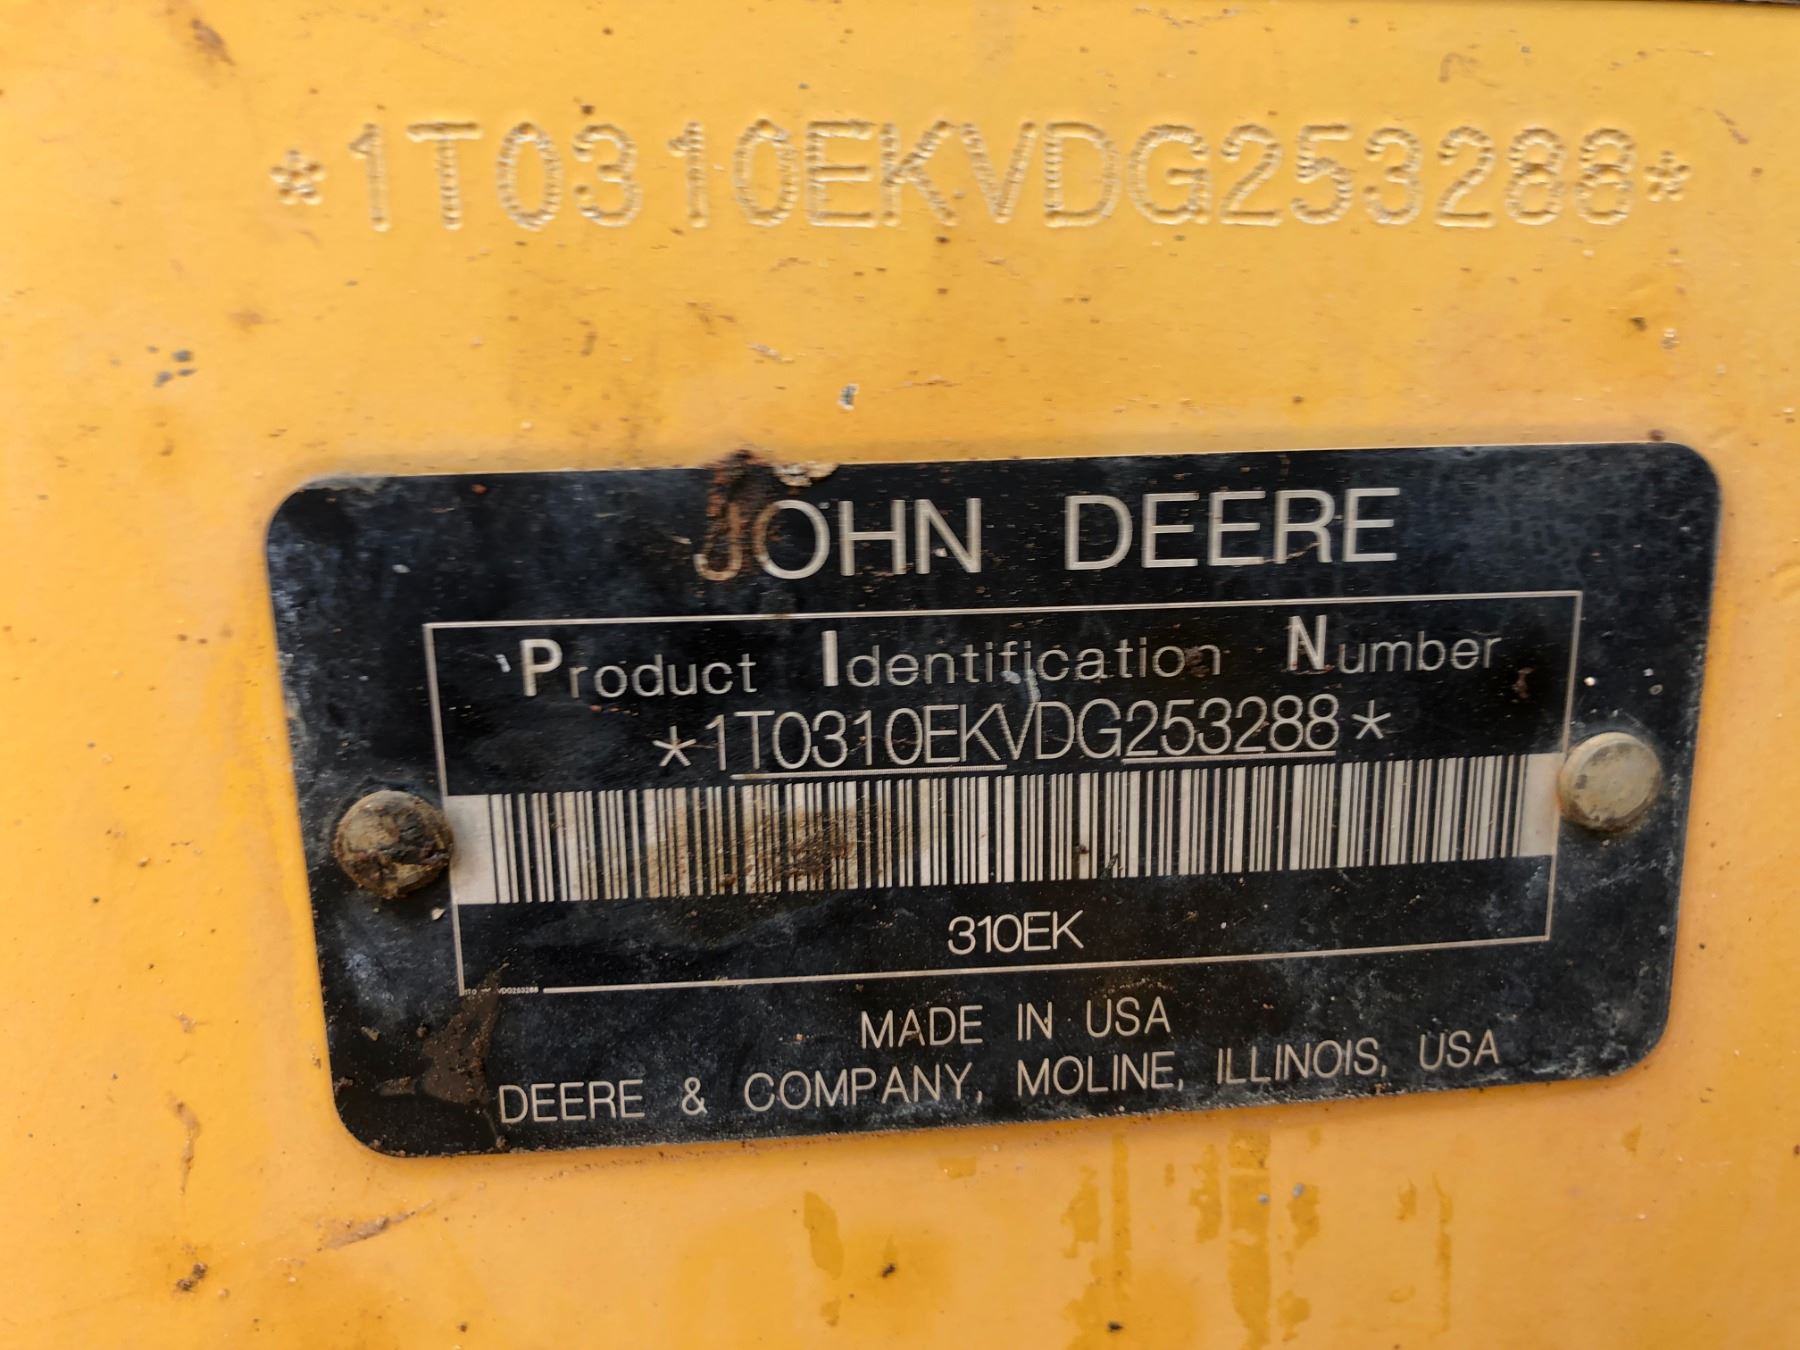 *1T0310EKVDG253288*
JOHN DEERE
Product Identification Number
*1T0310EKVDG253288*
310EK
MADE IN USA
DEERE & COMPANY, MOLINE, ILLINOIS, USA